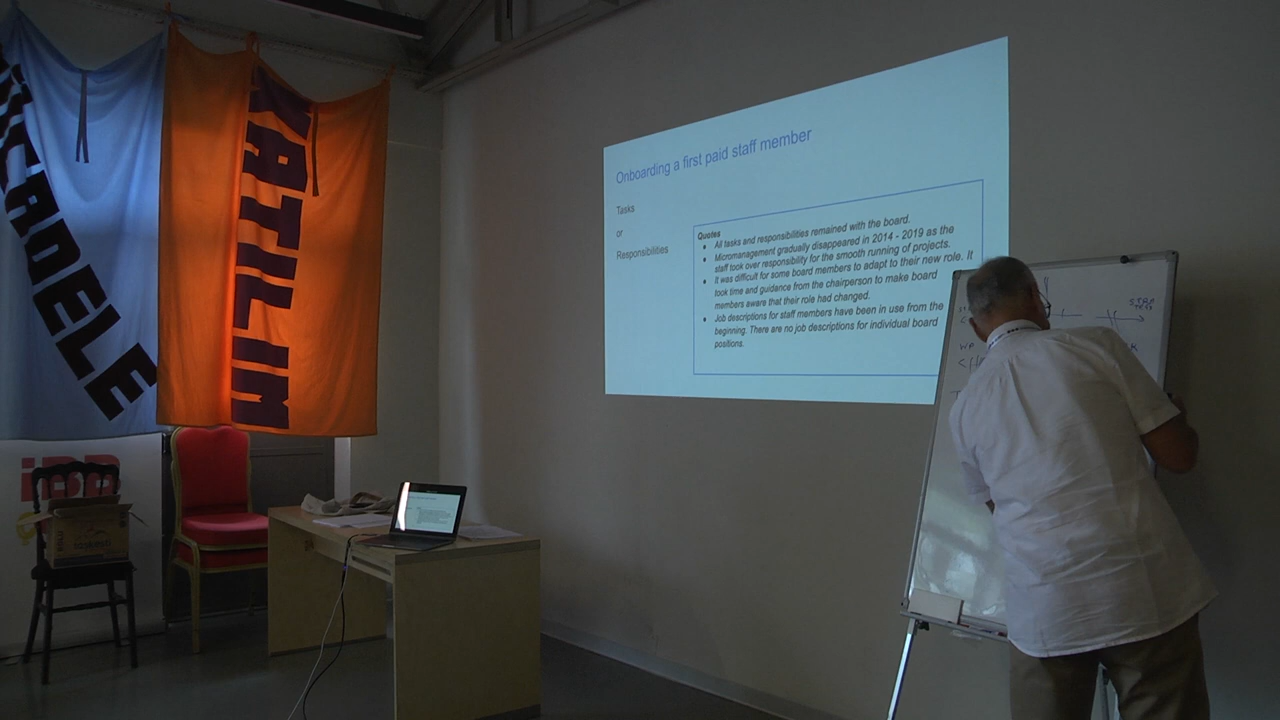 MÜCADELE
KATILIM
Onboarding a first paid staff member
Tasks
or
Responsibilities
Quotes
● All tasks and responsibilities remained with the board.
● Micromanagement gradually disappeared in 2014 - 2019 as the
staff took over responsibility for the smooth running of projects.
● It was difficult for some board members to adapt to their new role. It
took time and guidance from the chairperson to make board
members aware that their role had changed.
● Job descriptions for staff members have been in use from the
beginning. There are no job descriptions for individual board
positions.